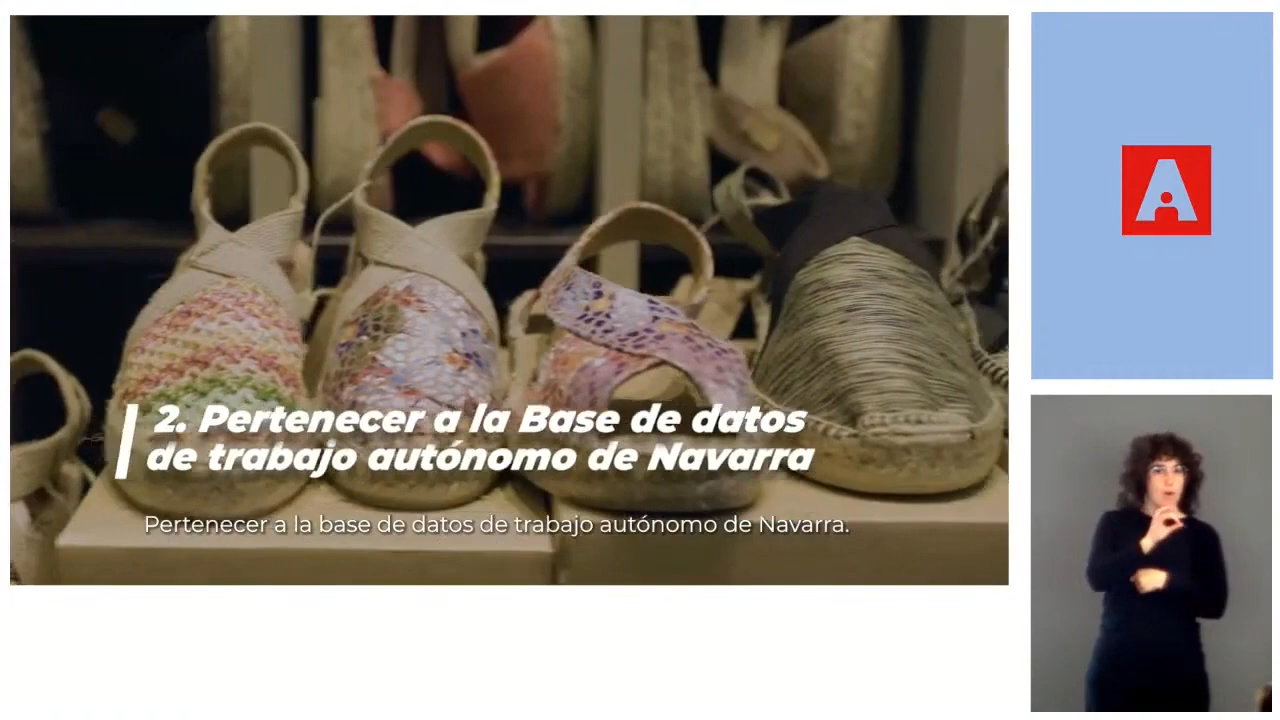 2. Pertenecer a la Base de datos
de trabajo autónomo de Navarra
Pertenecer a la base de datos de trabajo autónomo de Navarra.
A